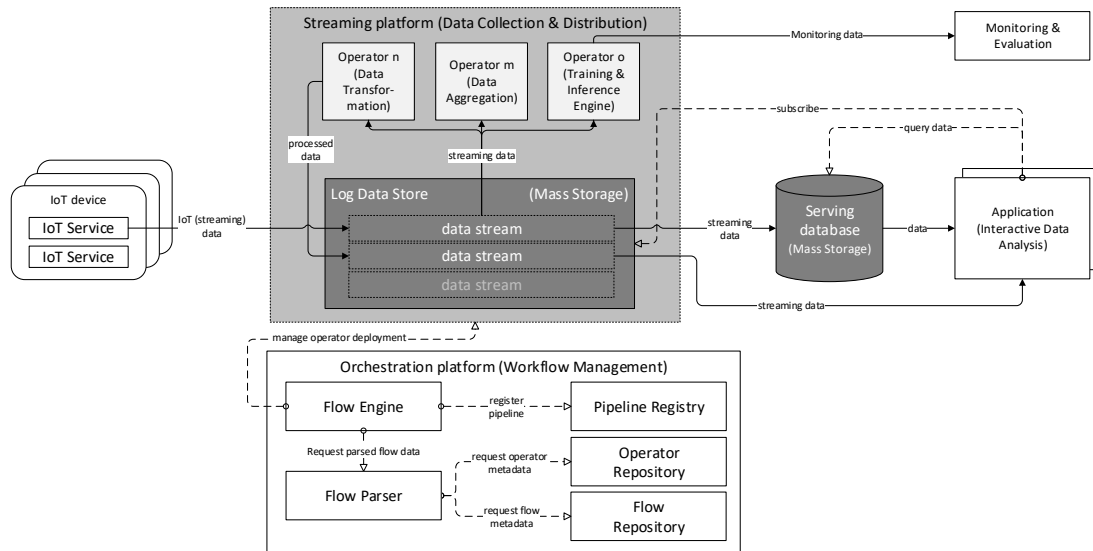 Streaming platform (Data Collection & Distribution)
Operator n
(Data
Transfor-
mation)
Operator m
(Data
Aggregation)
Operator o
(Training &
Inference
Engine)
Monitoring data
Monitoring
& Evaluation
subscribe
query data
processed
data
streaming data
Log Data Store
(Mass Storage)
data stream
data stream
data stream
IoT device
IoT Service
IoT Service
IoT (streaming)
data
streaming
data
Serving
database
(Mass Storage)
data
Application
(Interactive Data
Analysis)
streaming data
manage operator deployment
Orchestration platform (Workflow Management)
Flow Engine
register
pipeline
Pipeline Registry
Request parsed flow data
Flow Parser
request operator
metadata
Operator
Repository
request flow
metadata
Flow
Repository